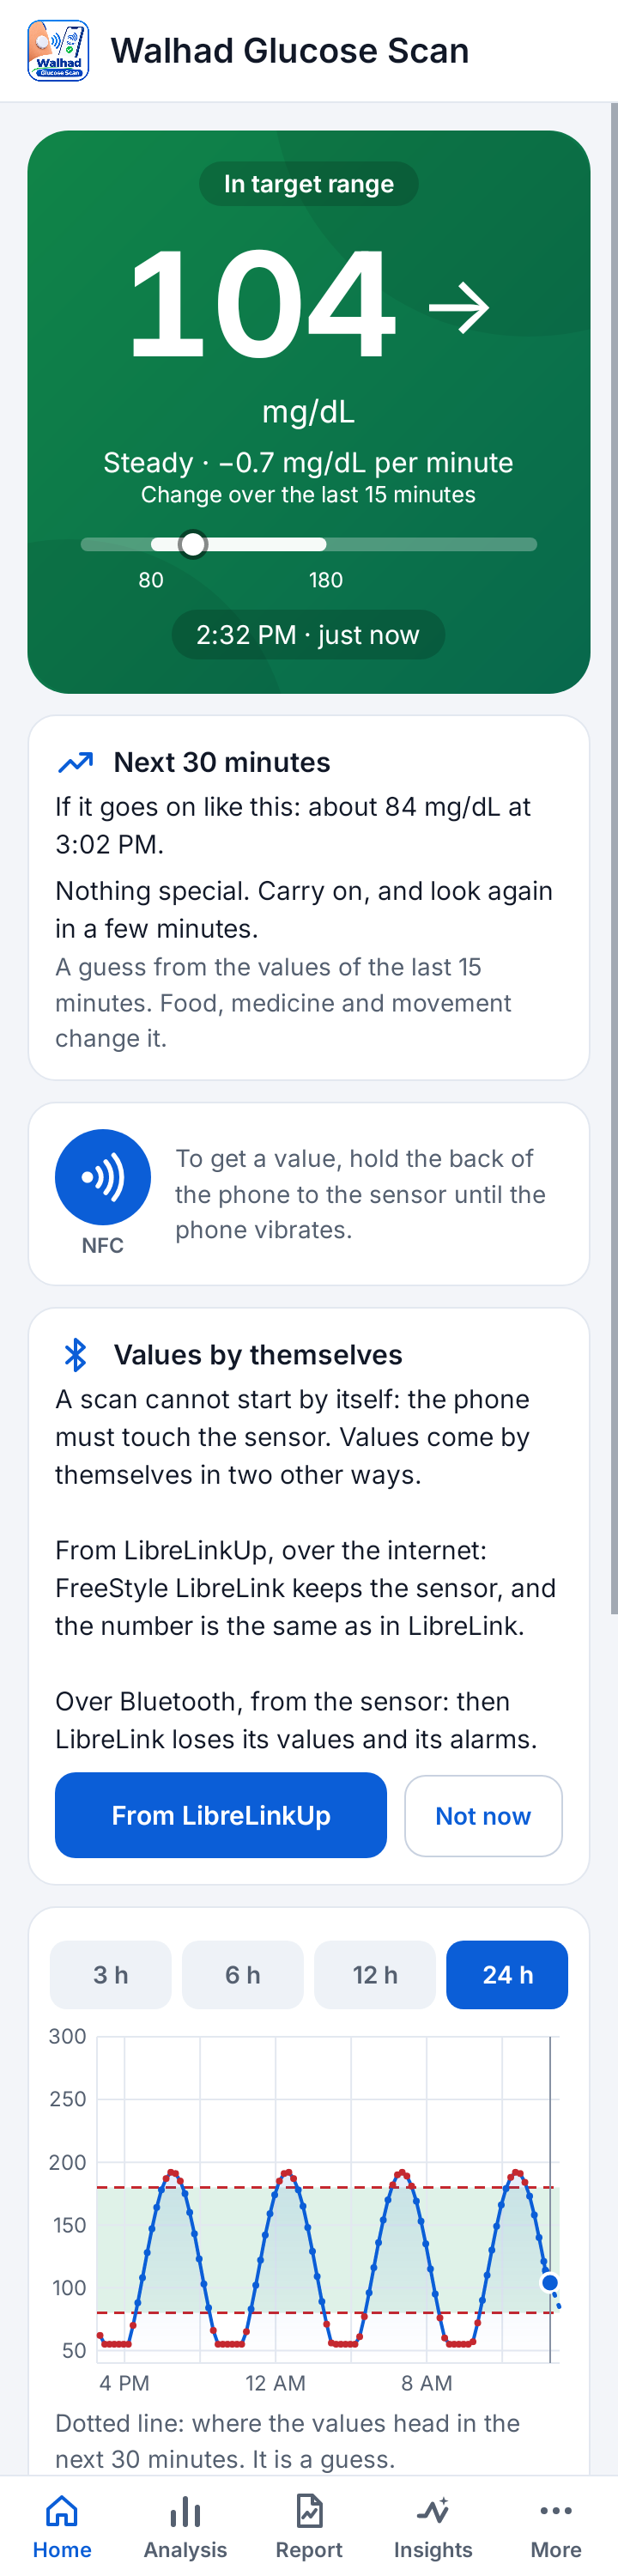 Walhad
Glucose Scan
Walhad Glucose Scan
In target range
104 →
mg/dL
Steady · −0.7 mg/dL per minute
Change over the last 15 minutes
80 180
2:32 PM · just now
Next 30 minutes
If it goes on like this: about 84 mg/dL at
3:02 PM.
Nothing special. Carry on, and look again
in a few minutes.
A guess from the values of the last 15
minutes. Food, medicine and movement
change it.
To get a value, hold the back of
the phone to the sensor until the
phone vibrates.
NFC
Values by themselves
A scan cannot start by itself: the phone
must touch the sensor. Values come by
themselves in two other ways.
From LibreLinkUp, over the internet:
FreeStyle LibreLink keeps the sensor, and
the number is the same as in LibreLink.
Over Bluetooth, from the sensor: then
LibreLink loses its values and its alarms.
From LibreLinkUp Not now
3 h 6 h 12 h 24 h
300
250
200
150
100
50
4 PM 12 AM 8 AM
Dotted line: where the values head in the
next 30 minutes. It is a guess.
Home Analysis Report Insights More